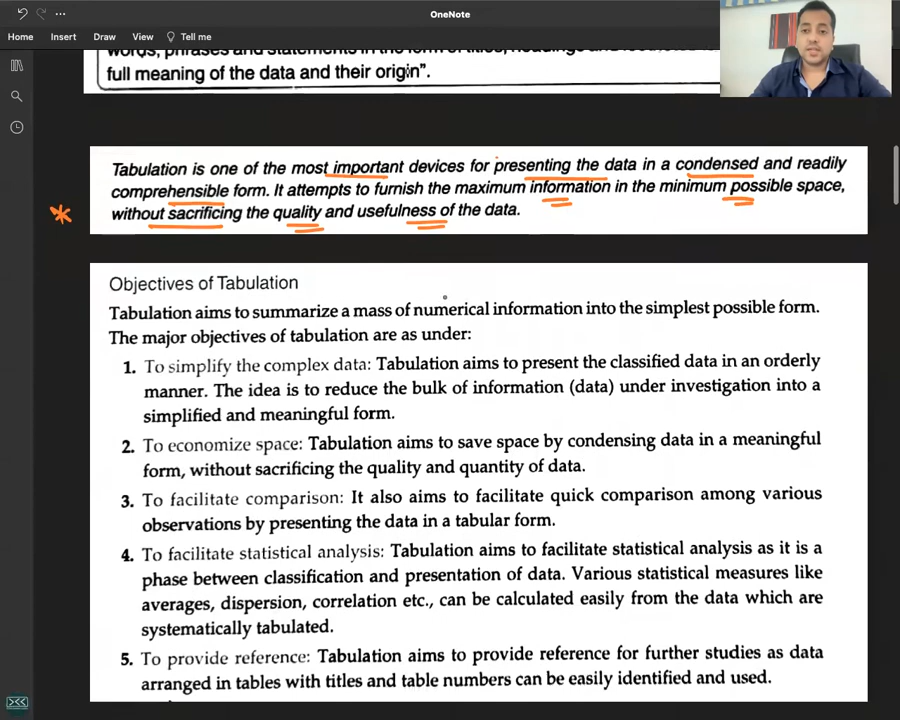 OneNote
Home Insert Draw View Tell me
words, phrases and statements in the form of titles, headings and
full meaning of the data and their origin”.
Tabulation is one of the most important devices for presenting the data in a condensed and readily
comprehensible form. It attempts to furnish the maximum information in the minimum possible space,
without sacrificing the quality and usefulness of the data.
Objectives of Tabulation
Tabulation aims to summarize a mass of numerical information into the simplest possible form.
The major objectives of tabulation are as under:
1. To simplify the complex data: Tabulation aims to present the classified data in an orderly
manner. The idea is to reduce the bulk of information (data) under investigation into a
simplified and meaningful form.
2. To economize space: Tabulation aims to save space by condensing data in a meaningful
form, without sacrificing the quality and quantity of data.
3. To facilitate comparison: It also aims to facilitate quick comparison among various
observations by presenting the data in a tabular form.
4. To facilitate statistical analysis: Tabulation aims to facilitate statistical analysis as it is a
phase between classification and presentation of data. Various statistical measures like
averages, dispersion, correlation etc., can be calculated easily from the data which are
systematically tabulated.
5. To provide reference: Tabulation aims to provide reference for further studies as data
arranged in tables with titles and table numbers can be easily identified and used.